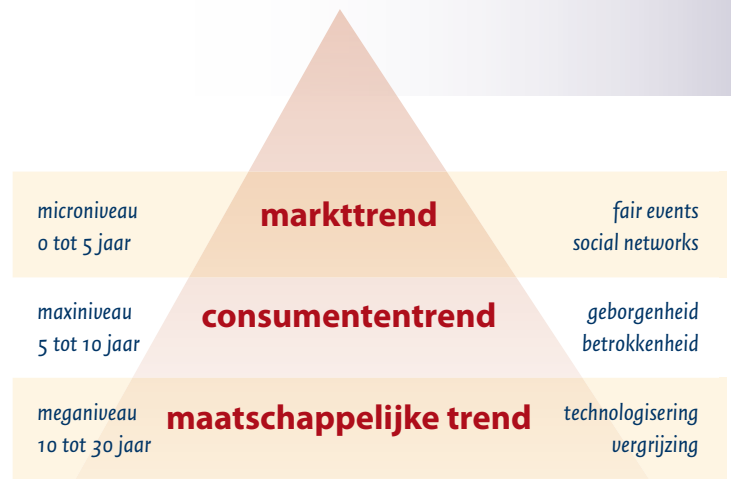 microniveau
0 tot 5 jaar
markttrend
fair events
social networks
maxiniveau
5 tot 10 jaar
consumententrend
geborgenheid
betrokkenheid
meganiveau
10 tot 30 jaar
maatschappelijke trend
technologisering
vergrijzing